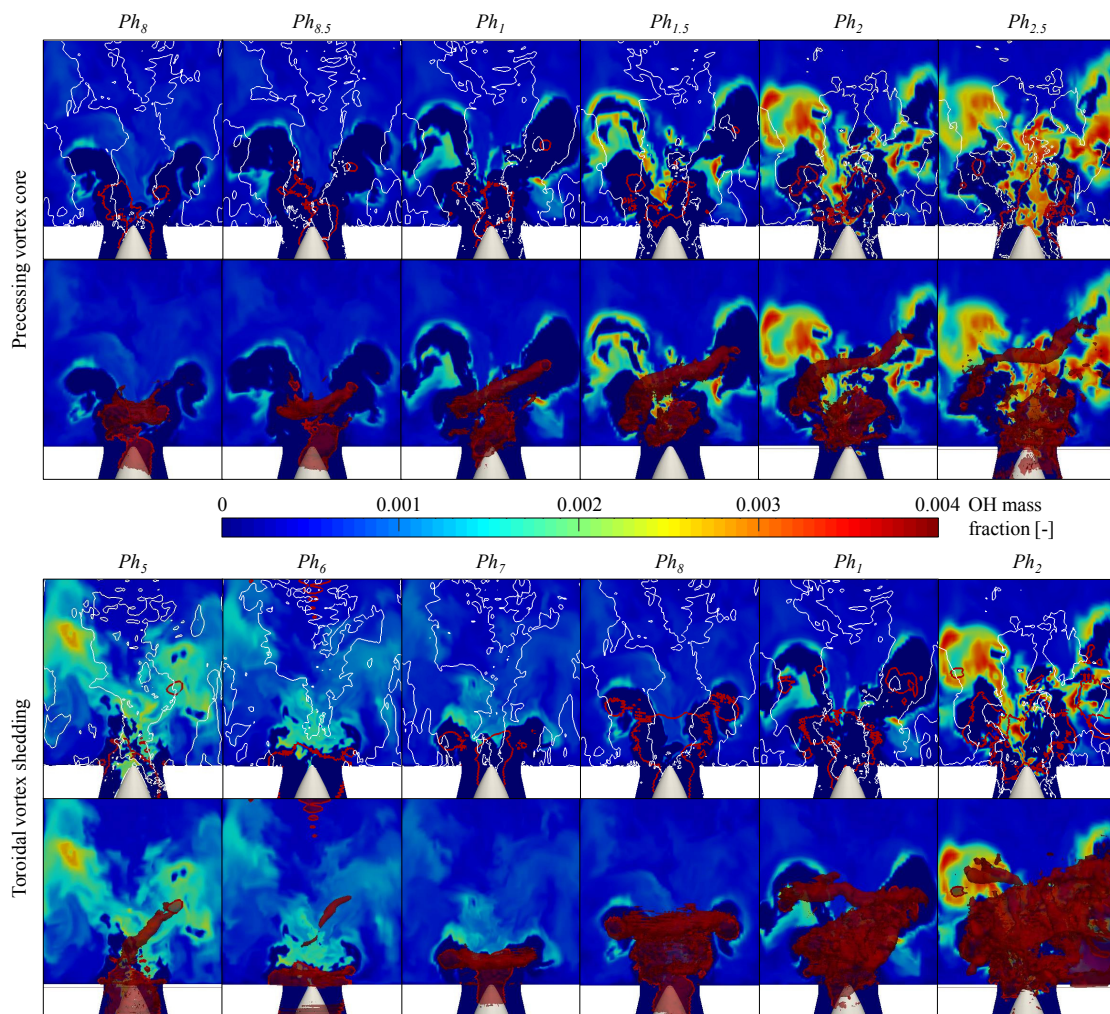 Ph8 Ph8.5 Ph1 Ph1.5 Ph2 Ph2.5
Precessing vortex core
0 0.001 0.002 0.003 0.004 OH mass
fraction [-]
Ph5 Ph6 Ph7 Ph8 Ph1 Ph2
Toroidal vortex shedding